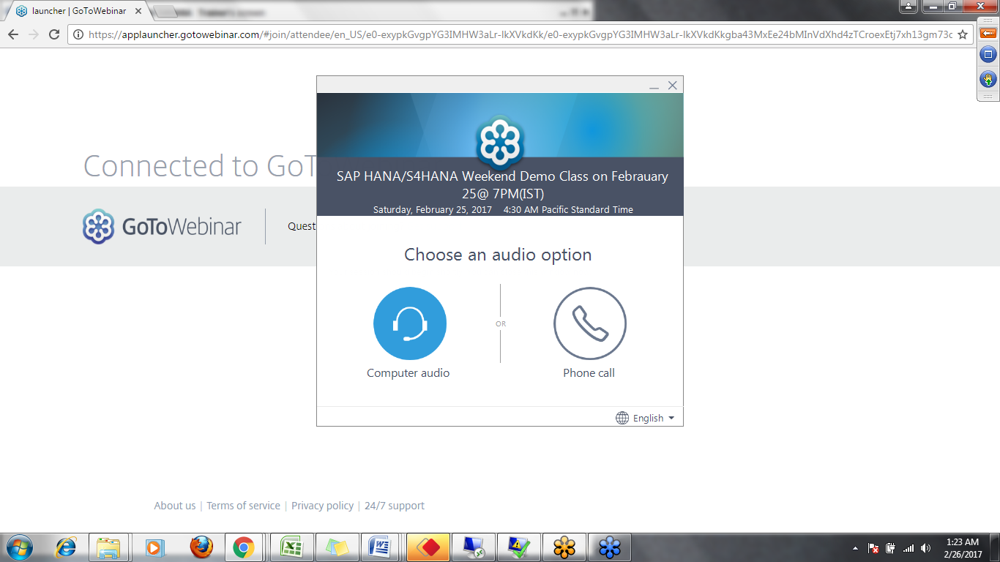 launcher | GoToWebinar
https://applauncher.gotowebinar.com/#join/attendee/en_US/e0-exypkGvgpYG3IMHW3aLr-lkXVkdKk/e0-exypkGvgpYG3IMHW3aLr-lkXVkdKkgba43MxEe24bMInVdXhd4zTCroexEtj7xh13gm73c
SAP HANA/S4HANA Weekend Demo Class on Febrauary
25@ 7PM(IST)
Saturday, February 25, 2017 4:30 AM Pacific Standard Time
Connected to GoT
GoToWebinar
Quest
Choose an audio option
OR
Computer audio
Phone call
English
About us | Terms of service | Privacy policy | 24/7 support
1:23 AM
2/26/2017